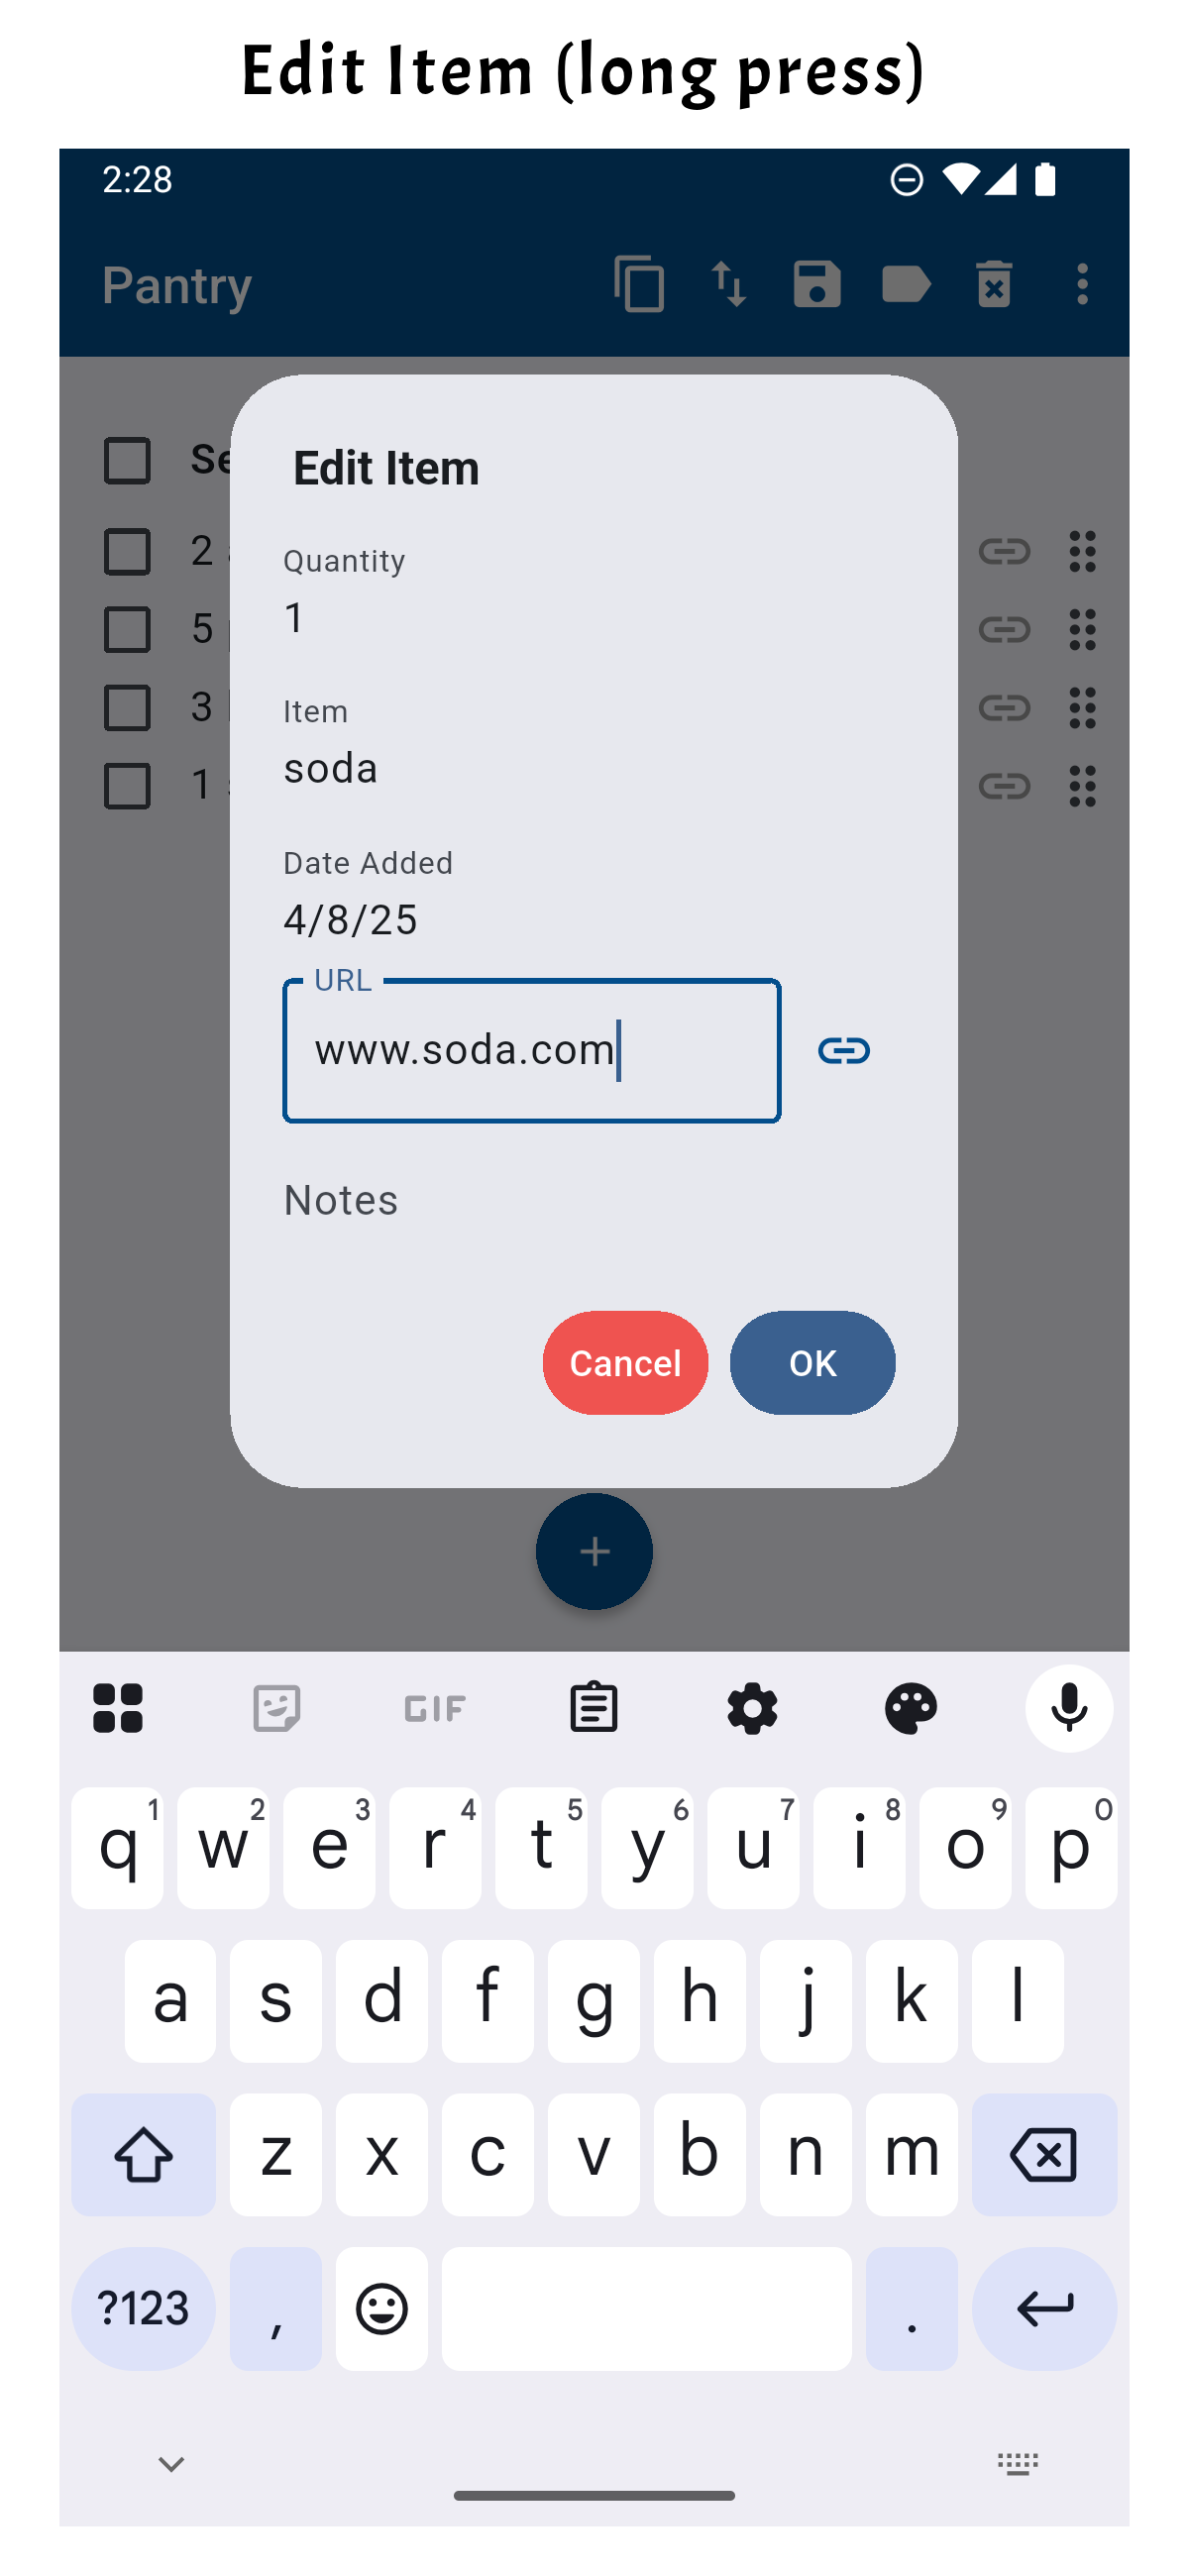 Edit Item (long press)
2:28
Pantry
Se
2
5
3
1
Edit Item
Quantity
1
Item
soda
Date Added
4/8/25
URL
www.soda.com
Notes
Cancel OK
+
GIF
q1 w2 e3 r4 t5 y6 u7 i8 o9 p0
a s d f g h j k l
z x c v b n m
?123 , .